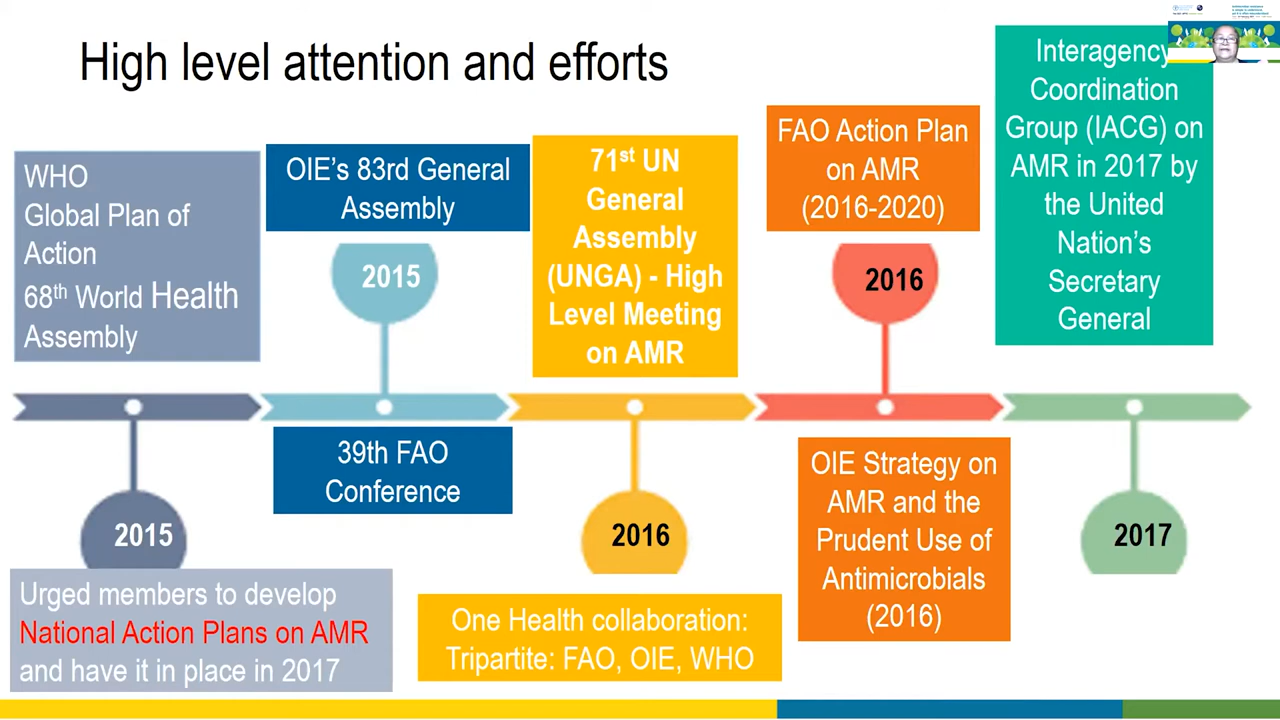 High level attention and efforts
WHO
Global Plan of
Action
68th World Health
Assembly
2015
Urged members to develop
National Action Plans on AMR
and have it in place in 2017
OIE's 83rd General
Assembly
2015
39th FAO
Conference
71st UN
General
Assembly
(UNGA) - High
Level Meeting
on AMR
2016
One Health collaboration:
Tripartite: FAO, OIE, WHO
FAO Action Plan
on AMR
(2016-2020)
2016
OIE Strategy on
AMR and the
Prudent Use of
Antimicrobials
(2016)
Interagency
Coordination
Group (IACG) on
AMR in 2017 by
the United
Nation's
Secretary
General
2017